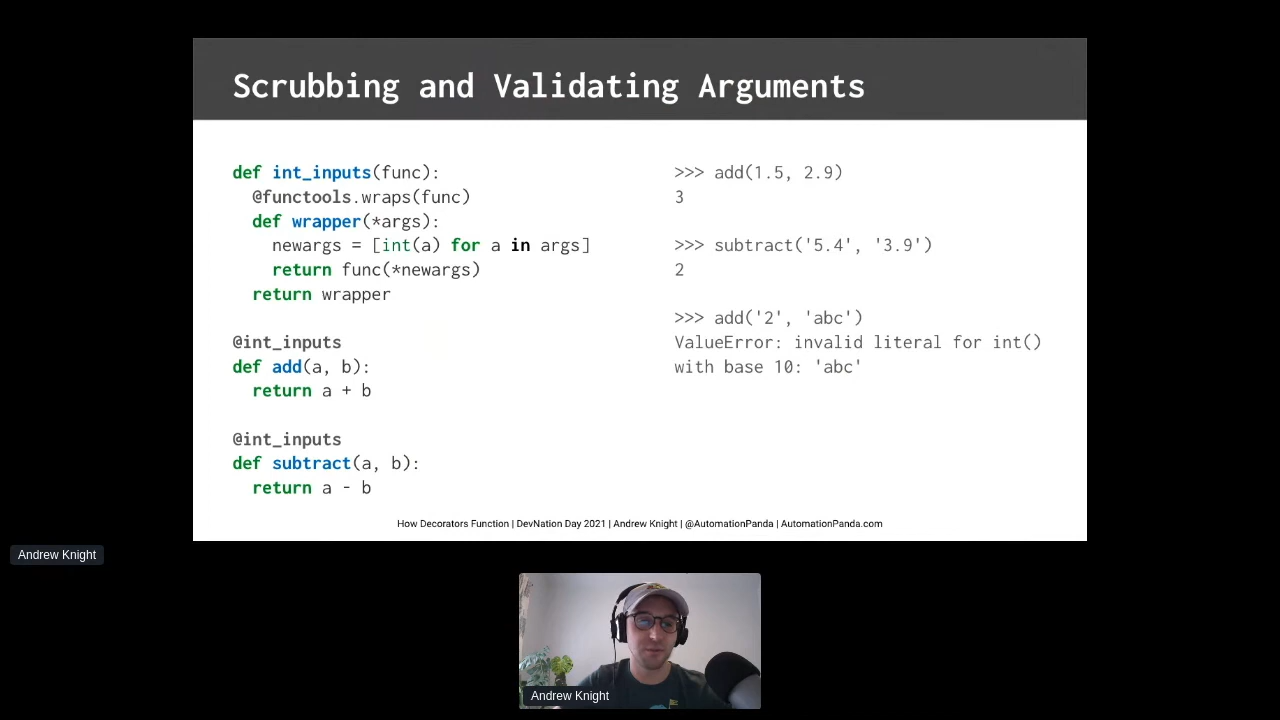 Scrubbing and Validating Arguments
def int_inputs(func):
  @functools.wraps(func)
  def wrapper(*args):
    newargs = [int(a) for a in args]
    return func(*newargs)
  return wrapper

@int_inputs
def add(a, b):
  return a + b

@int_inputs
def subtract(a, b):
  return a - b
>>> add(1.5, 2.9)
3

>>> subtract('5.4', '3.9')
2

>>> add('2', 'abc')
ValueError: invalid literal for int()
with base 10: 'abc'
How Decorators Function | DevNation Day 2021 | Andrew Knight | @AutomationPanda | AutomationPanda.com
Andrew Knight
Andrew Knight